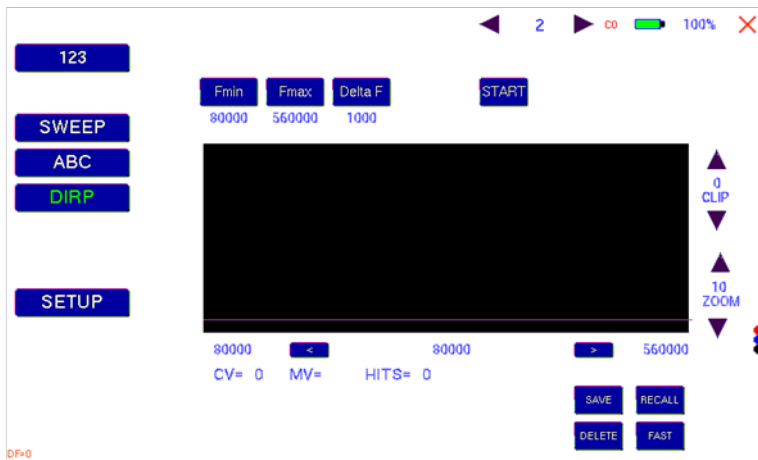 2 C0 100%
123
Fmin Fmax Delta F START
80000 560000 1000
SWEEP
ABC
DIRP
0
CLIP
SETUP
10
ZOOM
80000 < 80000 > 560000
CV= 0 MV= HITS= 0
SAVE RECALL
DELETE FAST
DF=0